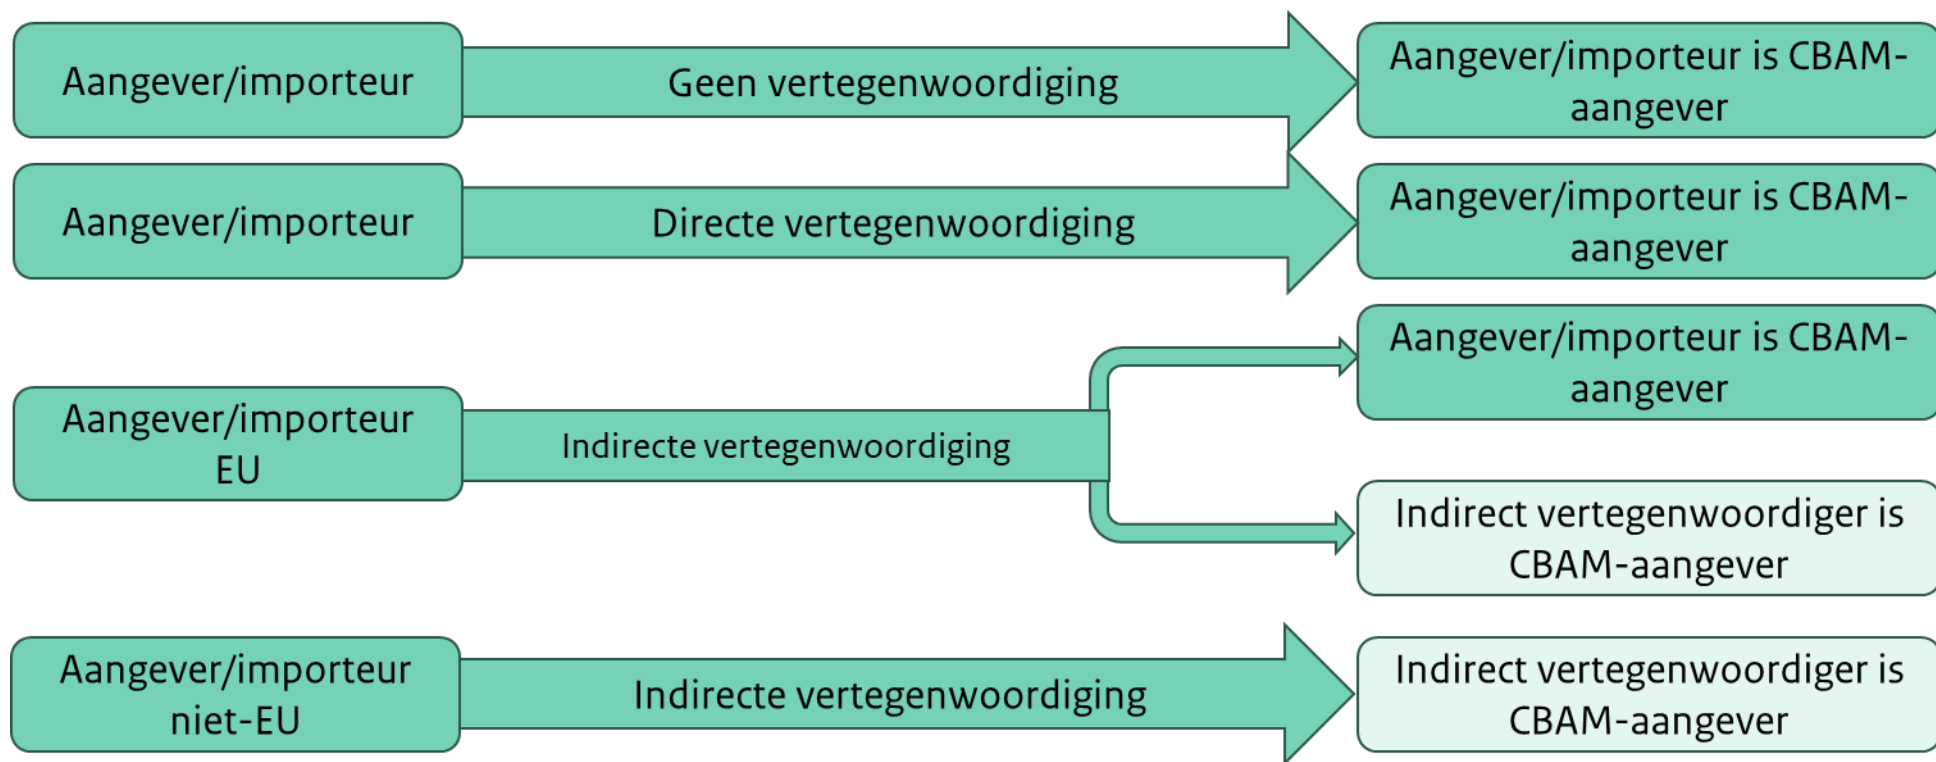 Aangever/importeur
Geen vertegenwoordiging
Aangever/importeur is CBAM-
aangever
Aangever/importeur
Directe vertegenwoordiging
Aangever/importeur is CBAM-
aangever
Aangever/importeur
EU
Indirecte vertegenwoordiging
Aangever/importeur is CBAM-
aangever
Indirect vertegenwoordiger is
CBAM-aangever
Aangever/importeur
niet-EU
Indirecte vertegenwoordiging
Indirect vertegenwoordiger is
CBAM-aangever